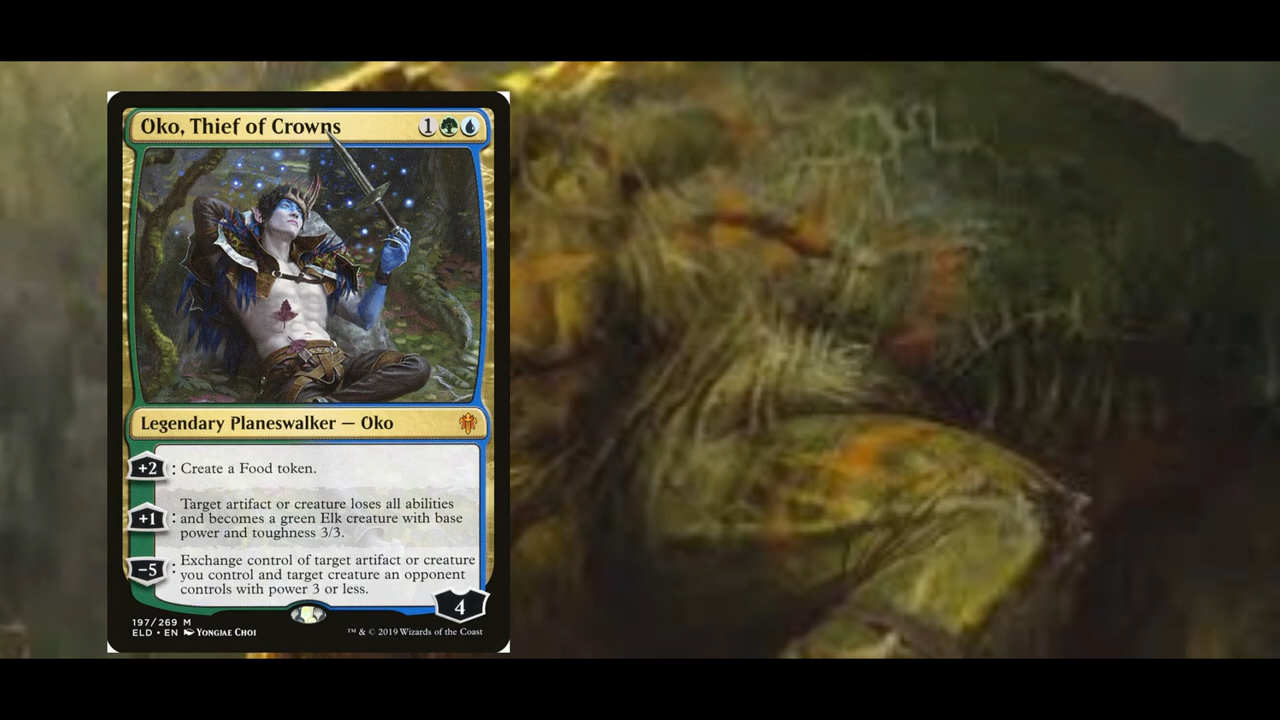 Oko, Thief of Crowns 1
Legendary Planeswalker — Oko
+2 : Create a Food token.
Target artifact or creature loses all abilities
+1 : and becomes a green Elk creature with base
power and toughness 3/3.
Exchange control of target artifact or creature
−5 : you control and target creature an opponent
controls with power 3 or less.
4
197/269 M
ELD • EN Yongjae Choi
™ & © 2019 Wizards of the Coast